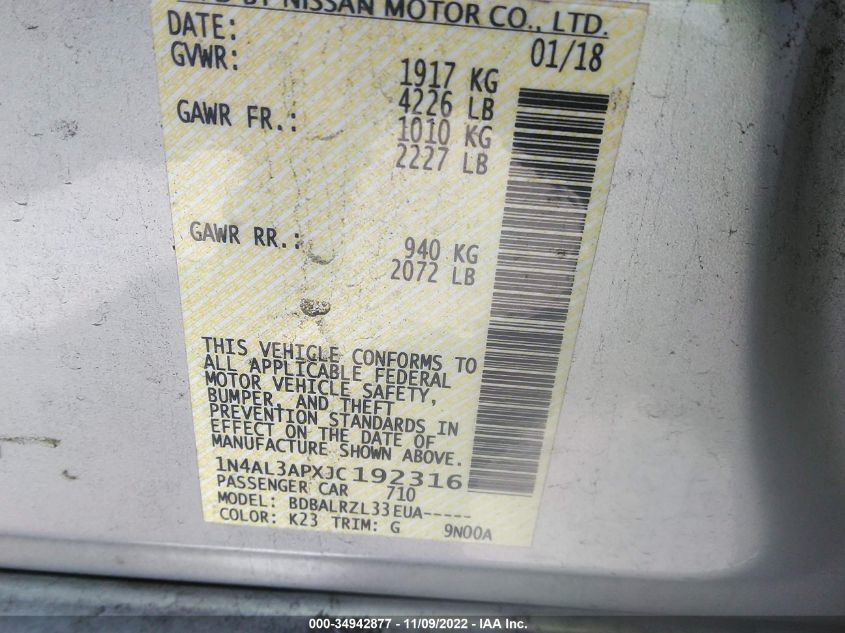 BY NISSAN MOTOR CO., LTD.
DATE: 01/18
GVWR: 1917 KG
4226 LB
GAWR FR.: 1010 KG
2227 LB
GAWR RR.: 940 KG
2072 LB
THIS VEHICLE CONFORMS TO
ALL APPLICABLE FEDERAL
MOTOR VEHICLE SAFETY,
BUMPER, AND THEFT
PREVENTION STANDARDS IN
EFFECT ON THE DATE OF
MANUFACTURE SHOWN ABOVE.
1N4AL3APXJC192316
PASSENGER CAR 710
MODEL: BDBALRZL33EUA-----
COLOR: K23 TRIM: G 9N00A
000-34942877 - 11/09/2022 - IAA Inc.